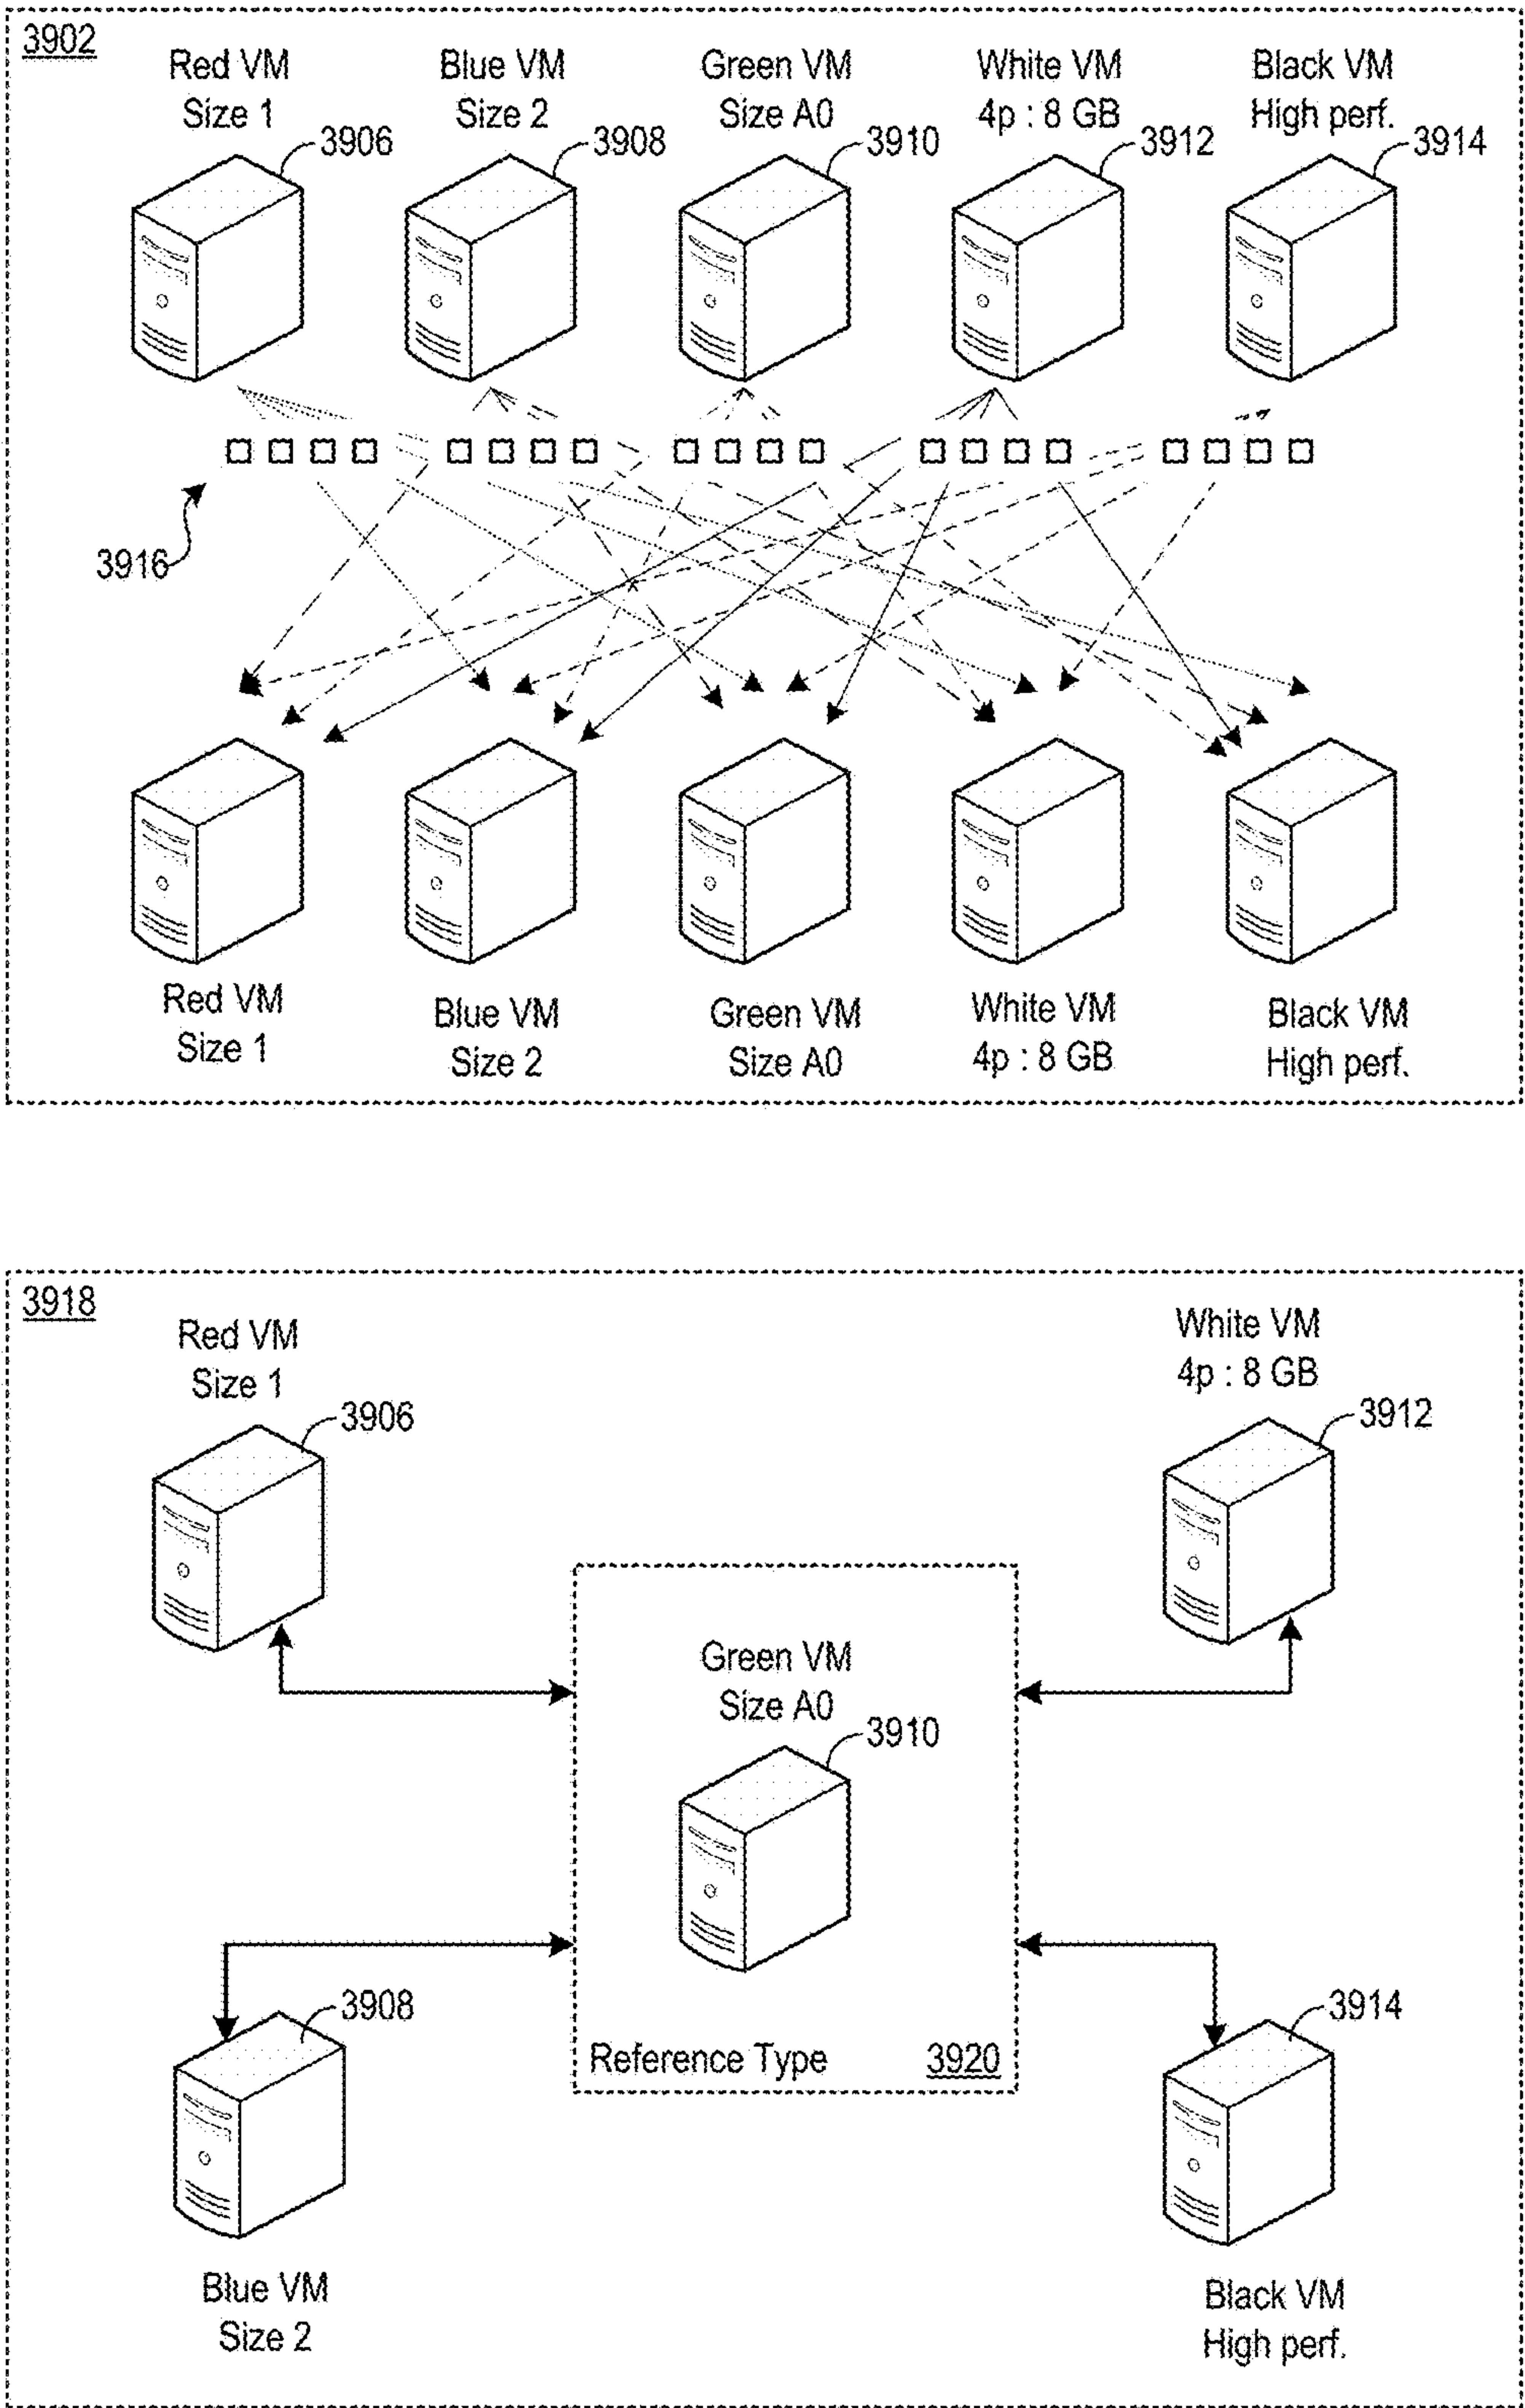 3902
Red VM
Size 1
Blue VM
Size 2
Green VM
Size A0
White VM
4p : 8 GB
Black VM
High perf.
3906
3908
3910
3912
3914
3916
Red VM
Size 1
Blue VM
Size 2
Green VM
Size A0
White VM
4p : 8 GB
Black VM
High perf.
3918
Red VM
Size 1
3906
White VM
4p : 8 GB
3912
Green VM
Size A0
3910
Reference Type
3920
3908
Blue VM
Size 2
3914
Black VM
High perf.